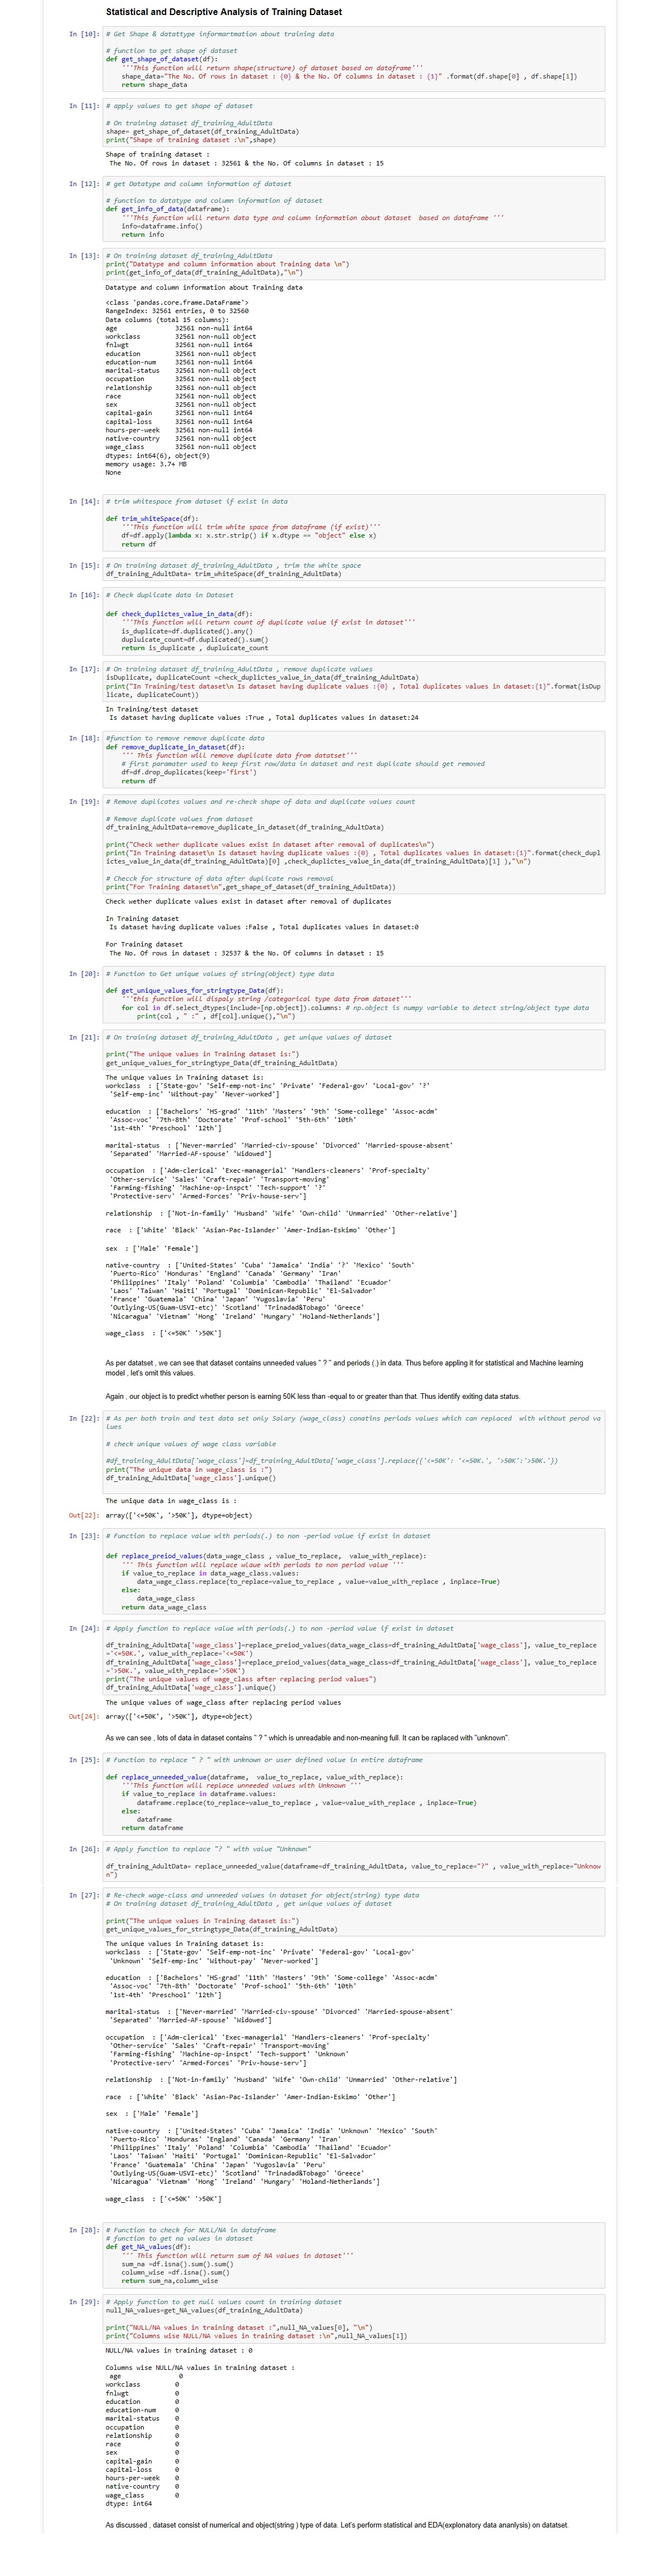 Statistical and Descriptive Analysis of Training Dataset
In [10]: # Get Shape & datattype informartmation about training data
# function to get shape of dataset
def get_shape_of_dataset(df):
'''This function will return shape(structure) of dataset based on dataframe'''
shape_data="The No. Of rows in dataset : {0} & the No. Of columns in dataset : {1}" .format(df.shape[0] , df.shape[1])
return shape_data
In [11]: # apply values to get shape of dataset
# On training dataset df_training_AdultData
shape= get_shape_of_dataset(df_training_AdultData)
print("Shape of training dataset :\n",shape)
Shape of training dataset :
The No. Of rows in dataset : 32561 & the No. Of columns in dataset : 15
In [12]: # get Datatype and column information of dataset
# function to datatype and column information of dataset
def get_info_of_data(dataframe):
'''This function will return data type and column information about dataset  based on dataframe '''
info=dataframe.info()
return info
In [13]: # On training dataset df_training_AdultData
print("Datatype and column information about Training data \n")
print(get_info_of_data(df_training_AdultData),"\n")
Datatype and column information about Training data
<class 'pandas.core.frame.DataFrame'>
RangeIndex: 32561 entries, 0 to 32560
Data columns (total 15 columns):
age 32561 non-null int64
workclass 32561 non-null object
fnlwgt 32561 non-null int64
education 32561 non-null object
education-num 32561 non-null int64
marital-status 32561 non-null object
occupation 32561 non-null object
relationship 32561 non-null object
race 32561 non-null object
sex 32561 non-null object
capital-gain 32561 non-null int64
capital-loss 32561 non-null int64
hours-per-week 32561 non-null int64
native-country 32561 non-null object
wage_class 32561 non-null object
dtypes: int64(6), object(9)
memory usage: 3.7+ MB
None
In [14]: # trim whitespace from dataset if exist in data
def trim_whiteSpace(df):
'''This function will trim white space from dataframe (if exist)'''
df=df.apply(lambda x: x.str.strip() if x.dtype == "object" else x)
return df
In [15]: # On training dataset df_training_AdultData , trim the white space
df_training_AdultData= trim_whiteSpace(df_training_AdultData)
In [16]: # Check duplicate data in Dataset
def check_duplictes_value_in_data(df):
'''This function will return count of duplicate value if exist in dataset'''
is_duplicate=df.duplicated().any()
dupluicate_count=df.duplicated().sum()
return is_duplicate , dupluicate_count
In [17]: # On training dataset df_training_AdultData , remove duplicate values
isDuplicate, duplicateCount =check_duplictes_value_in_data(df_training_AdultData)
print("In Training/test dataset\n Is dataset having duplicate values :{0} , Total duplicates values in dataset:{1}".format(isDup
licate, duplicateCount))
In Training/test dataset
Is dataset having duplicate values :True , Total duplicates values in dataset:24
In [18]: #function to remove remove duplicate data
def remove_duplicate_in_dataset(df):
''' This function will remove duplicate data from datatset'''
# first paramater used to keep first row/data in dataset and rest duplicate should get removed
df=df.drop_duplicates(keep='first')
return df
In [19]: # Remove duplicates values and re-check shape of data and duplicate values count
# Remove duplicate values from dataset
df_training_AdultData=remove_duplicate_in_dataset(df_training_AdultData)
print("Check wether duplicate values exist in dataset after removal of duplicates\n")
print("In Training dataset\n Is dataset having duplicate values :{0} , Total duplicates values in dataset:{1}".format(check_dupl
ictes_value_in_data(df_training_AdultData)[0] ,check_duplictes_value_in_data(df_training_AdultData)[1] ),"\n")
# Checck for structure of data after duplicate rows removal
print("For Training dataset\n",get_shape_of_dataset(df_training_AdultData))
Check wether duplicate values exist in dataset after removal of duplicates
In Training dataset
Is dataset having duplicate values :False , Total duplicates values in dataset:0
For Training dataset
The No. Of rows in dataset : 32537 & the No. Of columns in dataset : 15
In [20]: # Function to Get unique values of string(object) type data
def get_unique_values_for_stringtype_Data(df):
'''this function will dispaly string /categorical type data from dataset'''
for col in df.select_dtypes(include=[np.object]).columns: # np.object is numpy variable to detect string/object type data
print(col , " :" , df[col].unique(),"\n")
In [21]: # On training dataset df_training_AdultData , get unique values of dataset
print("The unique values in Training dataset is:")
get_unique_values_for_stringtype_Data(df_training_AdultData)
The unique values in Training dataset is:
workclass  : ['State-gov' 'Self-emp-not-inc' 'Private' 'Federal-gov' 'Local-gov' '?'
'Self-emp-inc' 'Without-pay' 'Never-worked']
education  : ['Bachelors' 'HS-grad' '11th' 'Masters' '9th' 'Some-college' 'Assoc-acdm'
'Assoc-voc' '7th-8th' 'Doctorate' 'Prof-school' '5th-6th' '10th'
'1st-4th' 'Preschool' '12th']
marital-status  : ['Never-married' 'Married-civ-spouse' 'Divorced' 'Married-spouse-absent'
'Separated' 'Married-AF-spouse' 'Widowed']
occupation  : ['Adm-clerical' 'Exec-managerial' 'Handlers-cleaners' 'Prof-specialty'
'Other-service' 'Sales' 'Craft-repair' 'Transport-moving'
'Farming-fishing' 'Machine-op-inspct' 'Tech-support' '?'
'Protective-serv' 'Armed-Forces' 'Priv-house-serv']
relationship  : ['Not-in-family' 'Husband' 'Wife' 'Own-child' 'Unmarried' 'Other-relative']
race  : ['White' 'Black' 'Asian-Pac-Islander' 'Amer-Indian-Eskimo' 'Other']
sex  : ['Male' 'Female']
native-country  : ['United-States' 'Cuba' 'Jamaica' 'India' '?' 'Mexico' 'South'
'Puerto-Rico' 'Honduras' 'England' 'Canada' 'Germany' 'Iran'
'Philippines' 'Italy' 'Poland' 'Columbia' 'Cambodia' 'Thailand' 'Ecuador'
'Laos' 'Taiwan' 'Haiti' 'Portugal' 'Dominican-Republic' 'El-Salvador'
'France' 'Guatemala' 'China' 'Japan' 'Yugoslavia' 'Peru'
'Outlying-US(Guam-USVI-etc)' 'Scotland' 'Trinadad&Tobago' 'Greece'
'Nicaragua' 'Vietnam' 'Hong' 'Ireland' 'Hungary' 'Holand-Netherlands']
wage_class  : ['<=50K' '>50K']
As per datatset , we can see that dataset contains unneeded values " ? " and periods (.) in data. Thus before appling it for statistical and Machine learning
model , let's omit this values.
Again , our object is to predict whether person is earning 50K less than -equal to or greater than that. Thus identify exiting data status.
In [22]: # As per both train and test data set only Salary (wage_class) conatins periods values which can replaced  with without perod va
lues
# check unique values of wage class variable
#df_training_AdultData['wage_class']=df_training_AdultData['wage_class'].replace({'<=50K': '<=50K.', '>50K':'>50K.'})
print("The unique data in wage_class is :")
df_training_AdultData['wage_class'].unique()
The unique data in wage_class is :
Out[22]: array(['<=50K', '>50K'], dtype=object)
In [23]: # Function to replace value with periods(.) to non -period value if exist in dataset
def replace_preiod_values(data_wage_class , value_to_replace,  value_with_replace):
''' This function will replace wLaue with periods to non period value '''
if value_to_replace in data_wage_class.values:
data_wage_class.replace(to_replace=value_to_replace , value=value_with_replace , inplace=True)
else:
data_wage_class
return data_wage_class
In [24]: # Apply function to replace value with periods(.) to non -period value if exist in dataset
df_training_AdultData['wage_class']=replace_preiod_values(data_wage_class=df_training_AdultData['wage_class'], value_to_replace
='<=50K.', value_with_replace='<=50K')
df_training_AdultData['wage_class']=replace_preiod_values(data_wage_class=df_training_AdultData['wage_class'], value_to_replace
='>50K.', value_with_replace='>50K')
print("The unique values of wage_class after replacing period values")
df_training_AdultData['wage_class'].unique()
The unique values of wage_class after replacing period values
Out[24]: array(['<=50K', '>50K'], dtype=object)
As we can see , lots of data in dataset contains " ? " which is unreadable and non-meaning full. It can be raplaced with "unknown".
In [25]: # Function to replace " ? " with unknown or user defined value in entire dataframe
def replace_unneeded_value(dataframe,  value_to_replace, value_with_replace):
'''This function will replace unneeded values with Unknown '''
if value_to_replace in dataframe.values:
dataframe.replace(to_replace=value_to_replace , value=value_with_replace , inplace=True)
else:
dataframe
return dataframe
In [26]: # Apply function to replace "? " with value "Unknown"
df_training_AdultData= replace_unneeded_value(dataframe=df_training_AdultData, value_to_replace="?" , value_with_replace="Unknow
n")
In [27]: # Re-check wage-class and unneeded values in dataset for object(string) type data
# On training dataset df_training_AdultData , get unique values of dataset
print("The unique values in Training dataset is:")
get_unique_values_for_stringtype_Data(df_training_AdultData)
The unique values in Training dataset is:
workclass  : ['State-gov' 'Self-emp-not-inc' 'Private' 'Federal-gov' 'Local-gov'
'Unknown' 'Self-emp-inc' 'Without-pay' 'Never-worked']
education  : ['Bachelors' 'HS-grad' '11th' 'Masters' '9th' 'Some-college' 'Assoc-acdm'
'Assoc-voc' '7th-8th' 'Doctorate' 'Prof-school' '5th-6th' '10th'
'1st-4th' 'Preschool' '12th']
marital-status  : ['Never-married' 'Married-civ-spouse' 'Divorced' 'Married-spouse-absent'
'Separated' 'Married-AF-spouse' 'Widowed']
occupation  : ['Adm-clerical' 'Exec-managerial' 'Handlers-cleaners' 'Prof-specialty'
'Other-service' 'Sales' 'Craft-repair' 'Transport-moving'
'Farming-fishing' 'Machine-op-inspct' 'Tech-support' 'Unknown'
'Protective-serv' 'Armed-Forces' 'Priv-house-serv']
relationship  : ['Not-in-family' 'Husband' 'Wife' 'Own-child' 'Unmarried' 'Other-relative']
race  : ['White' 'Black' 'Asian-Pac-Islander' 'Amer-Indian-Eskimo' 'Other']
sex  : ['Male' 'Female']
native-country  : ['United-States' 'Cuba' 'Jamaica' 'India' 'Unknown' 'Mexico' 'South'
'Puerto-Rico' 'Honduras' 'England' 'Canada' 'Germany' 'Iran'
'Philippines' 'Italy' 'Poland' 'Columbia' 'Cambodia' 'Thailand' 'Ecuador'
'Laos' 'Taiwan' 'Haiti' 'Portugal' 'Dominican-Republic' 'El-Salvador'
'France' 'Guatemala' 'China' 'Japan' 'Yugoslavia' 'Peru'
'Outlying-US(Guam-USVI-etc)' 'Scotland' 'Trinadad&Tobago' 'Greece'
'Nicaragua' 'Vietnam' 'Hong' 'Ireland' 'Hungary' 'Holand-Netherlands']
wage_class  : ['<=50K' '>50K']
In [28]: # Function to check for NULL/NA in dataframe
# function to get na values in dataset
def get_NA_values(df):
''' This function will return sum of NA values in dataset'''
sum_na =df.isna().sum().sum()
column_wise =df.isna().sum()
return sum_na,column_wise
In [29]: # Apply function to get null values count in training dataset
null_NA_values=get_NA_values(df_training_AdultData)
print("NULL/NA values in training dataset :",null_NA_values[0], "\n")
print("Columns wise NULL/NA values in training dataset :\n",null_NA_values[1])
NULL/NA values in training dataset : 0
Columns wise NULL/NA values in training dataset :
age 0
workclass 0
fnlwgt 0
education 0
education-num 0
marital-status 0
occupation 0
relationship 0
race 0
sex 0
capital-gain 0
capital-loss 0
hours-per-week 0
native-country 0
wage_class 0
dtype: int64
As discussed , dataset consist of numerical and object(string ) type of data. Let's perform statistical and EDA(explonatory data ananlysis) on datatset.